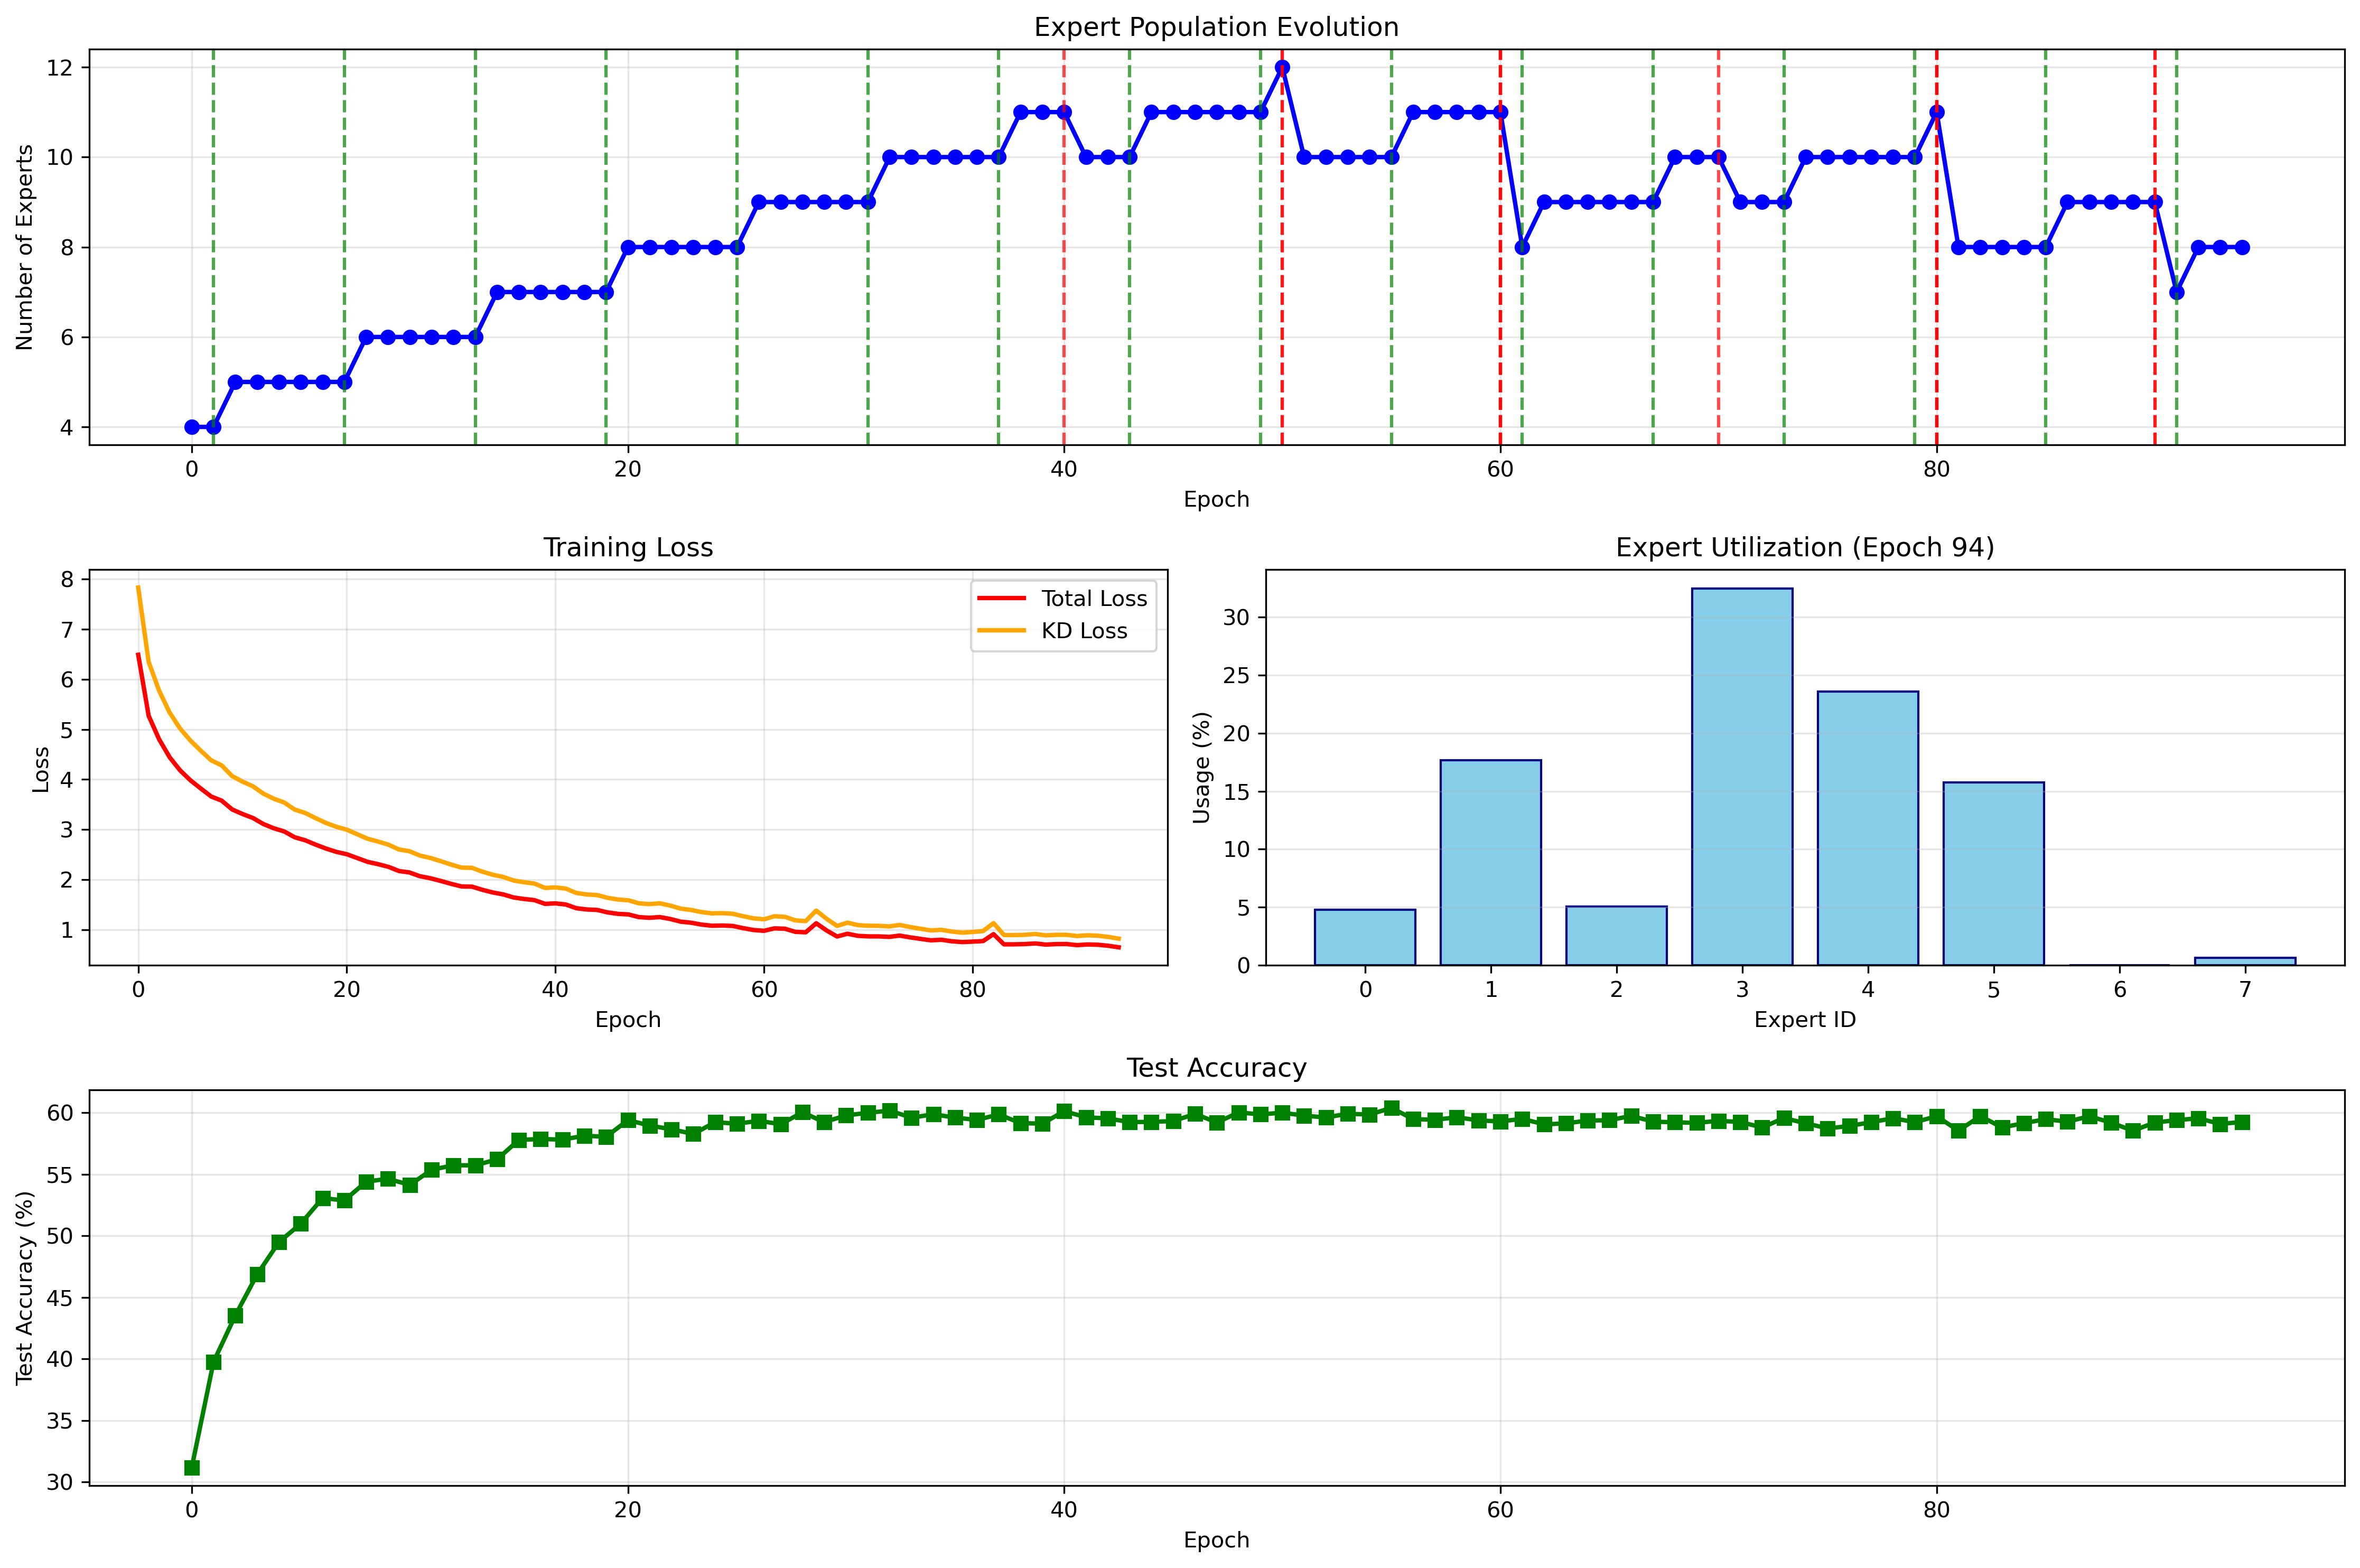 Expert Population Evolution
Number of Experts
12
10
8
6
4
0 20 40 60 80
Epoch
Training Loss
Loss
8
7
6
5
4
3
2
1
Total Loss
KD Loss
0 20 40 60 80
Epoch
Expert Utilization (Epoch 94)
Usage (%)
30
25
20
15
10
5
0
0 1 2 3 4 5 6 7
Expert ID
Test Accuracy
Test Accuracy (%)
60
55
50
45
40
35
30
0 20 40 60 80
Epoch